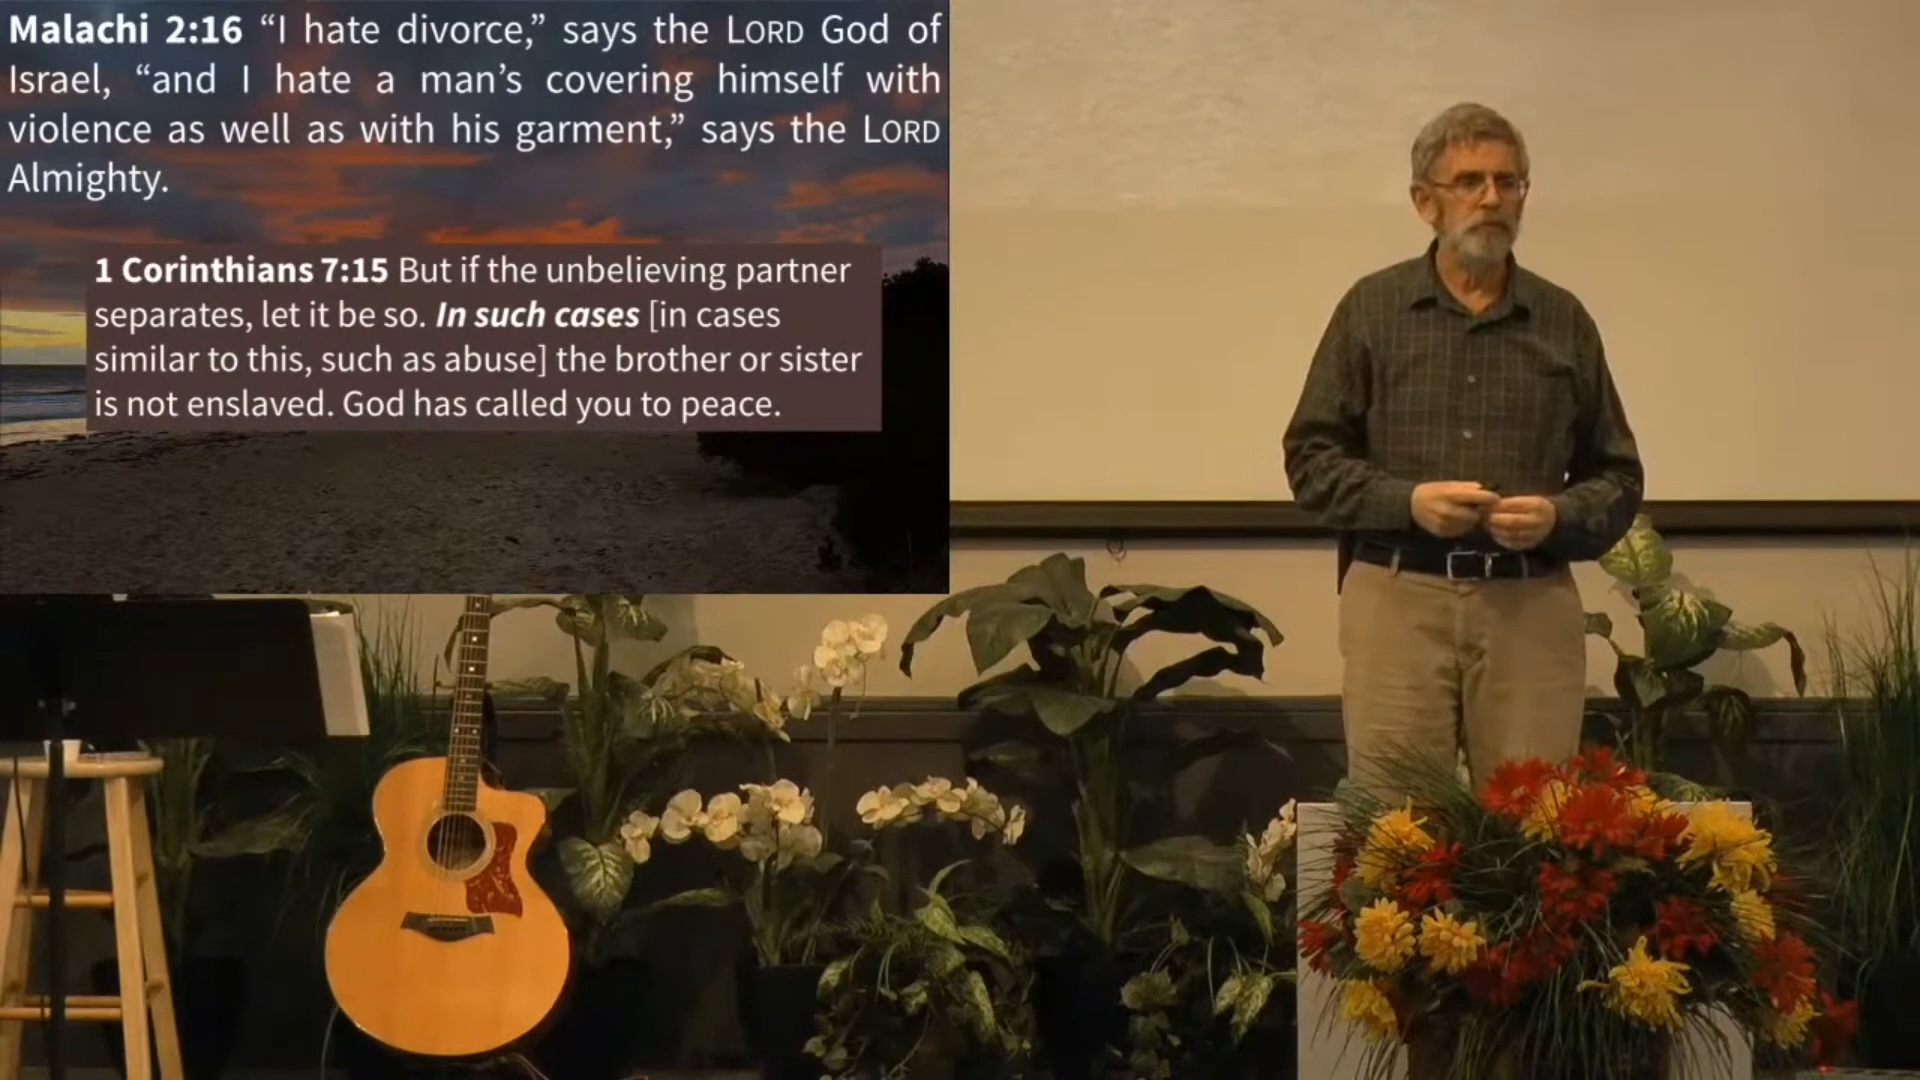 Malachi 2:16 “I hate divorce,” says the LORD God of
Israel, “and I hate a man’s covering himself with
violence as well as with his garment,” says the LORD
Almighty.
1 Corinthians 7:15 But if the unbelieving partner
separates, let it be so. In such cases [in cases
similar to this, such as abuse] the brother or sister
is not enslaved. God has called you to peace.